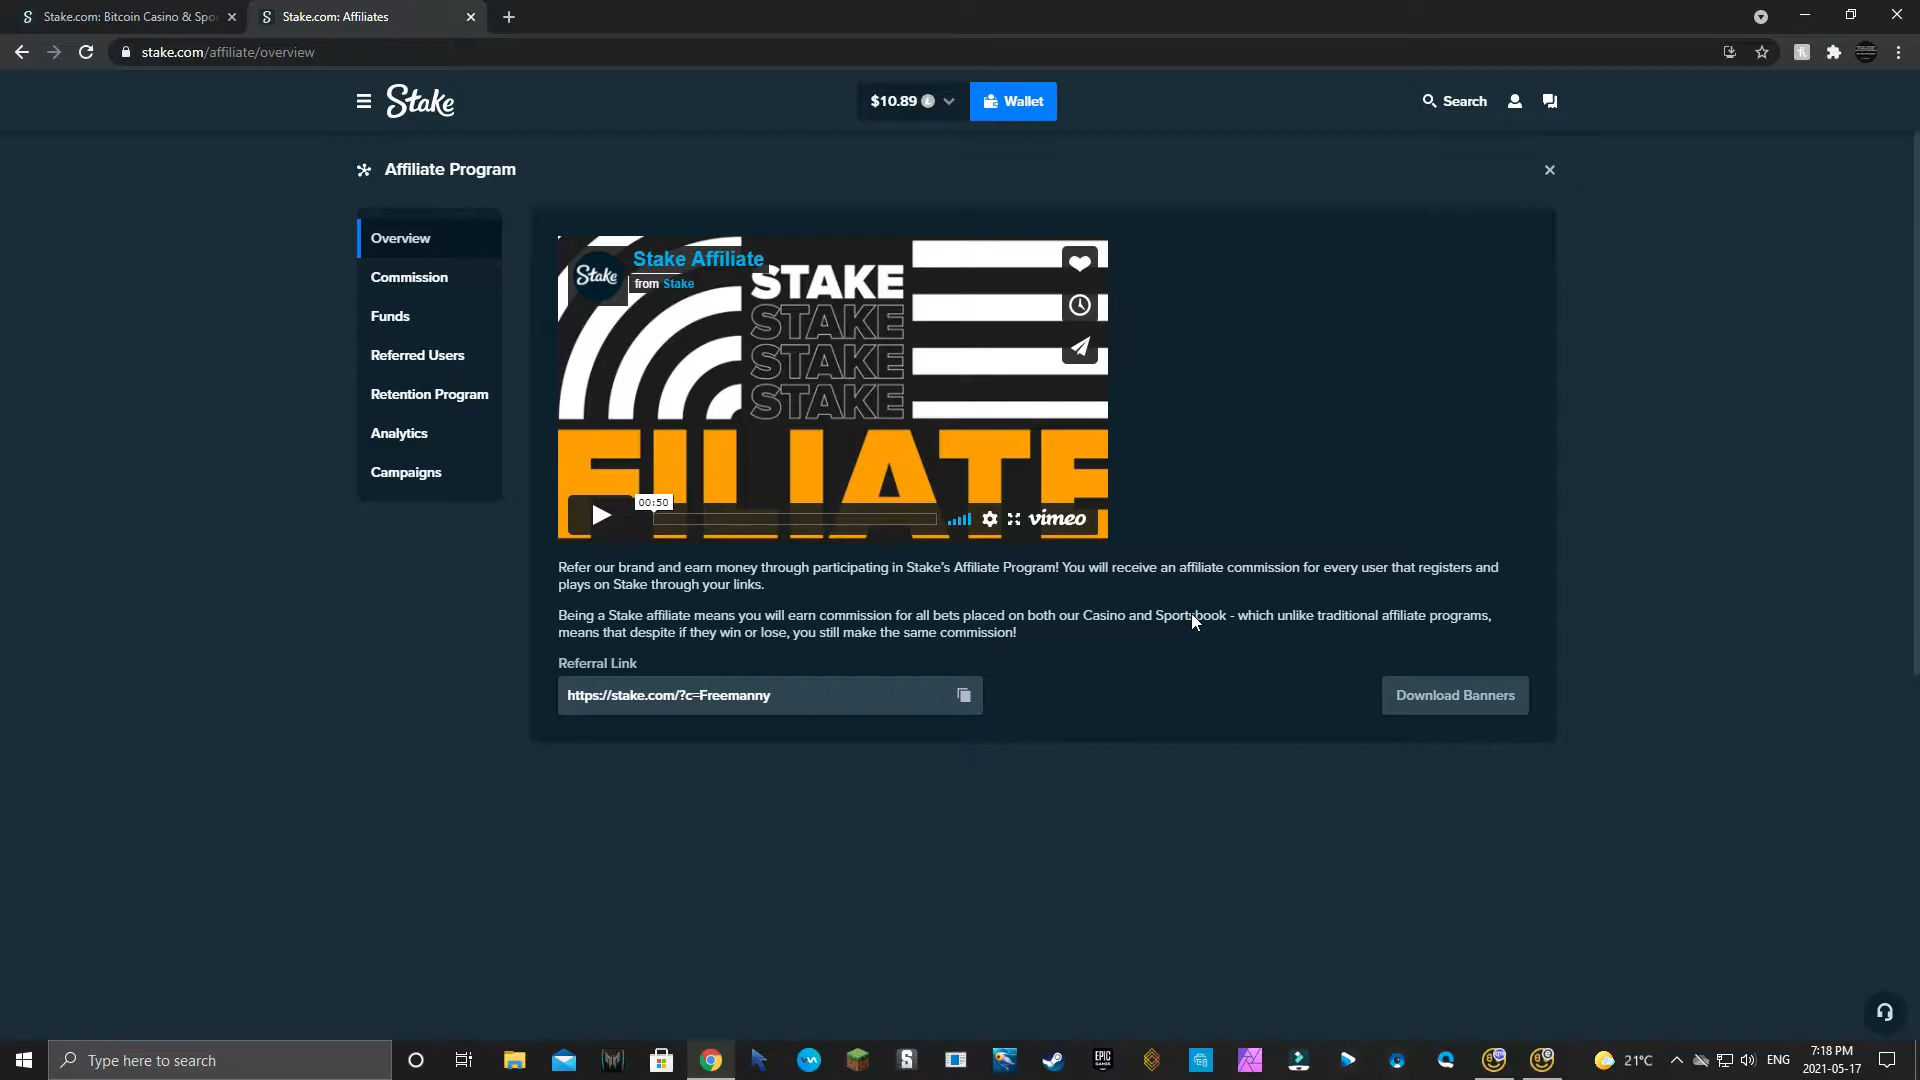 Stake.com: Bitcoin Casino & Spo
Stake.com: Affiliates
stake.com/affiliate/overview
Stake
$10.89
Wallet
Search
Affiliate Program
Overview
Commission
Funds
Referred Users
Retention Program
Analytics
Campaigns
Stake
Stake Affiliate
from Stake
STAKE
STAKE
STAKE
STAKE
FILIATE
00:50
vimeo
Refer our brand and earn money through participating in Stake's Affiliate Program! You will receive an affiliate commission for every user that registers and
plays on Stake through your links.
Being a Stake affiliate means you will earn commission for all bets placed on both our Casino and Sportsbook - which unlike traditional affiliate programs,
means that despite if they win or lose, you still make the same commission!
Referral Link
https://stake.com/?c=Freemanny
Download Banners
Type here to search
EPIC
GAMES
21°C
ENG
7:18 PM
2021-05-17